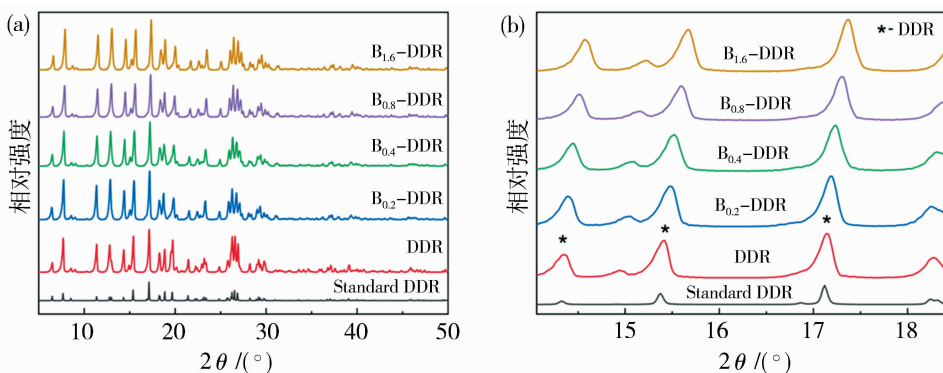 (a)
B₁.₆-DDR
B₀.₈-DDR
B₀.₄-DDR
B₀.₂-DDR
DDR
Standard DDR
相对强度
10 20 30 40 50
2θ/(°)
(b)
*-DDR
B₁.₆-DDR
B₀.₈-DDR
B₀.₄-DDR
B₀.₂-DDR
* * *
DDR
Standard DDR
相对强度
15 16 17 18
2θ/(°)